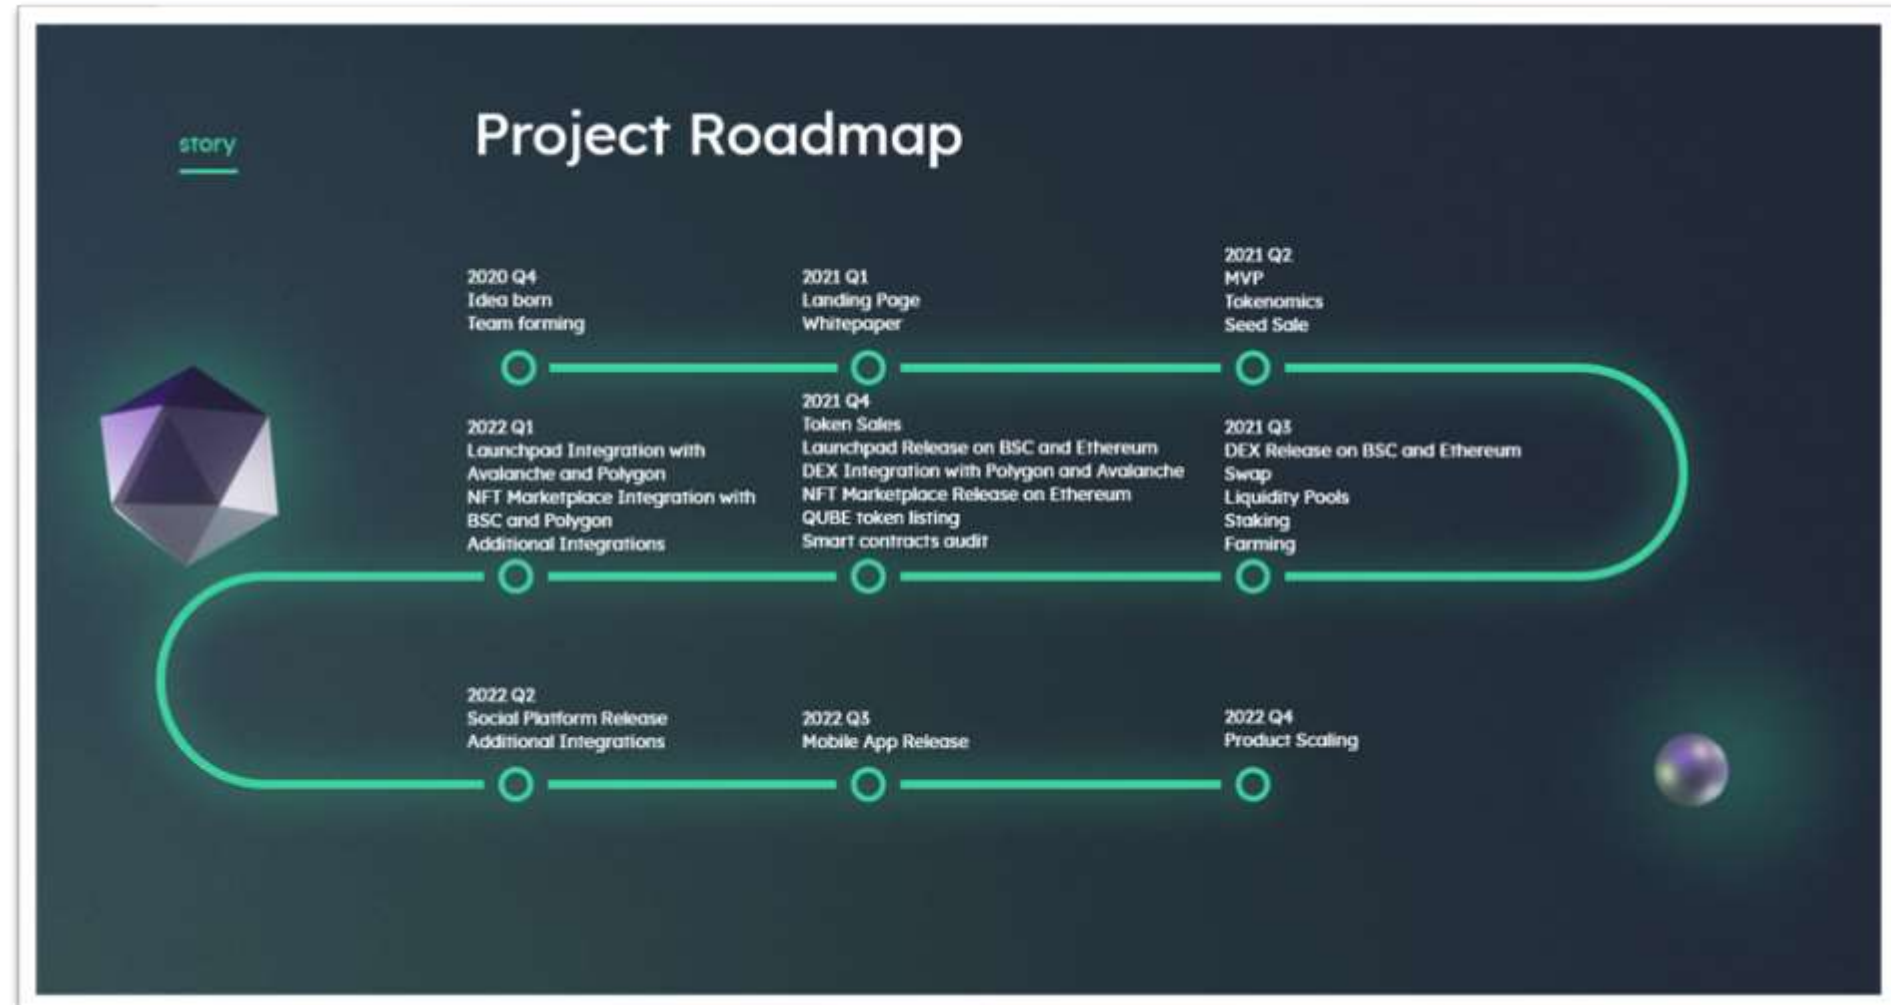 story
Project Roadmap
2020 Q4
Idea born
Team forming
2021 Q1
Landing Page
Whitepaper
2021 Q2
MVP
Tokenomics
Seed Sale
2022 Q1
Launchpad Integration with
Avalanche and Polygon
NFT Marketplace Integration with
BSC and Polygon
Additional Integrations
2021 Q4
Token Sales
Launchpad Release on BSC and Ethereum
DEX Integration with Polygon and Avalanche
NFT Marketplace Release on Ethereum
QUBE token listing
Smart contracts audit
2021 Q3
DEX Release on BSC and Ethereum
Swap
Liquidity Pools
Staking
Farming
2022 Q2
Social Platform Release
Additional Integrations
2022 Q3
Mobile App Release
2022 Q4
Product Scaling